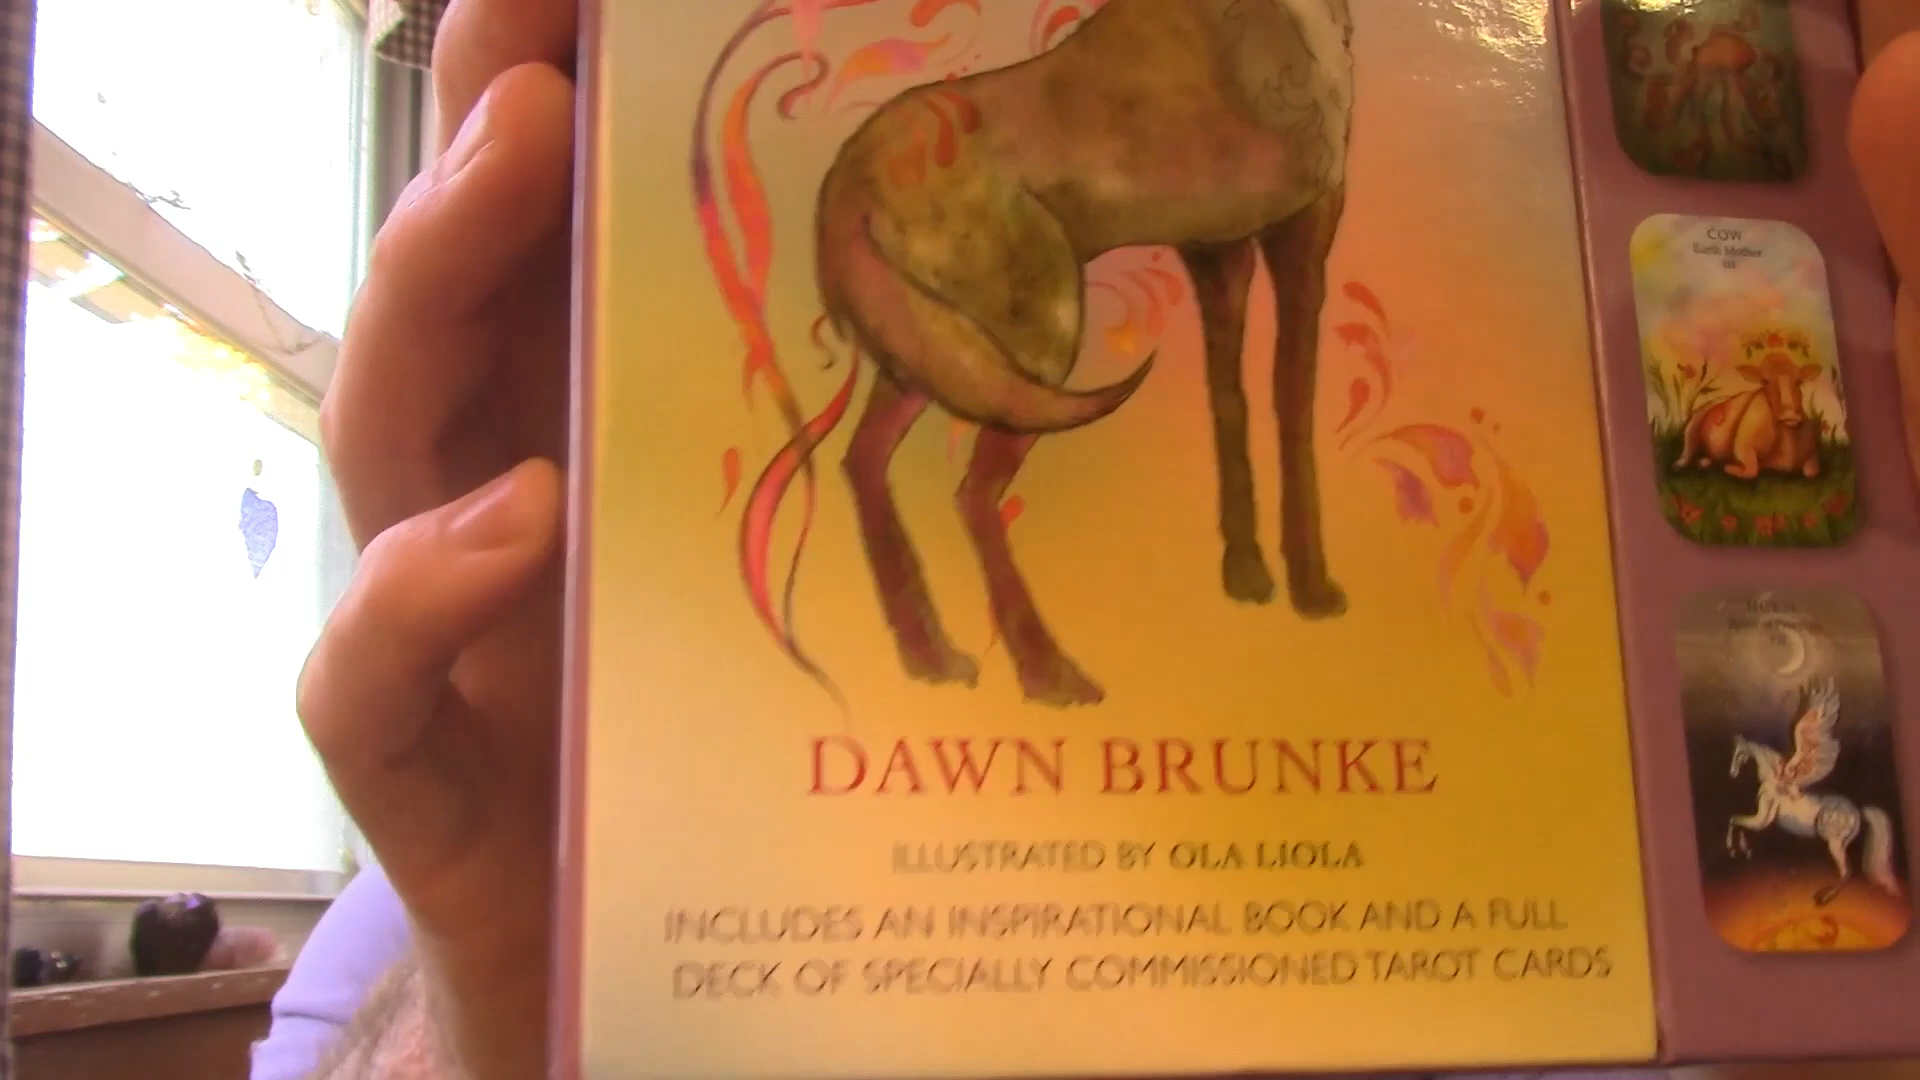 DAWN BRUNKE
ILLUSTRATED BY OLA LIOLA
INCLUDES AN INSPIRATIONAL BOOK AND A FULL
DECK OF SPECIALLY COMMISSIONED TAROT CARDS
COW
Earth Mother
III